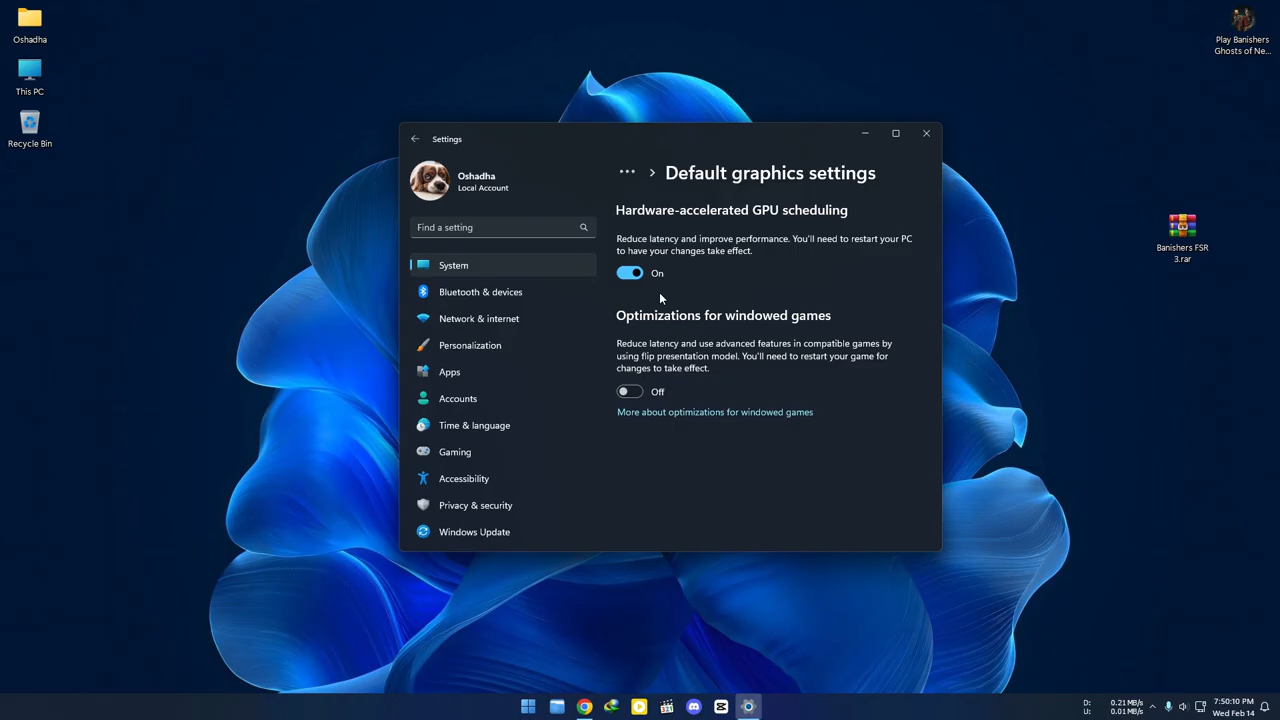 Oshadha
This PC
Recycle Bin
Play Banishers
Ghosts of Ne...
Banishers FSR
3.rar
Settings
Oshadha
Local Account
Find a setting
System
Bluetooth & devices
Network & internet
Personalization
Apps
Accounts
Time & language
Gaming
Accessibility
Privacy & security
Windows Update
... > Default graphics settings
Hardware-accelerated GPU scheduling
Reduce latency and improve performance. You'll need to restart your PC
to have your changes take effect.
On
Optimizations for windowed games
Reduce latency and use advanced features in compatible games by
using flip presentation model. You'll need to restart your game for
changes to take effect.
Off
More about optimizations for windowed games
D: 0.21 MB/s
U: 0.01 MB/s
7:50:10 PM
Wed Feb 14